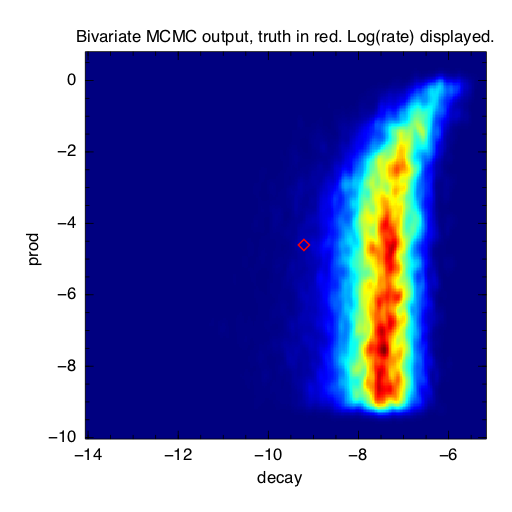 Bivariate MCMC output, truth in red. Log(rate) displayed.
0
−2
−4
−6
−8
−10
prod
−14 −12 −10 −8 −6
decay